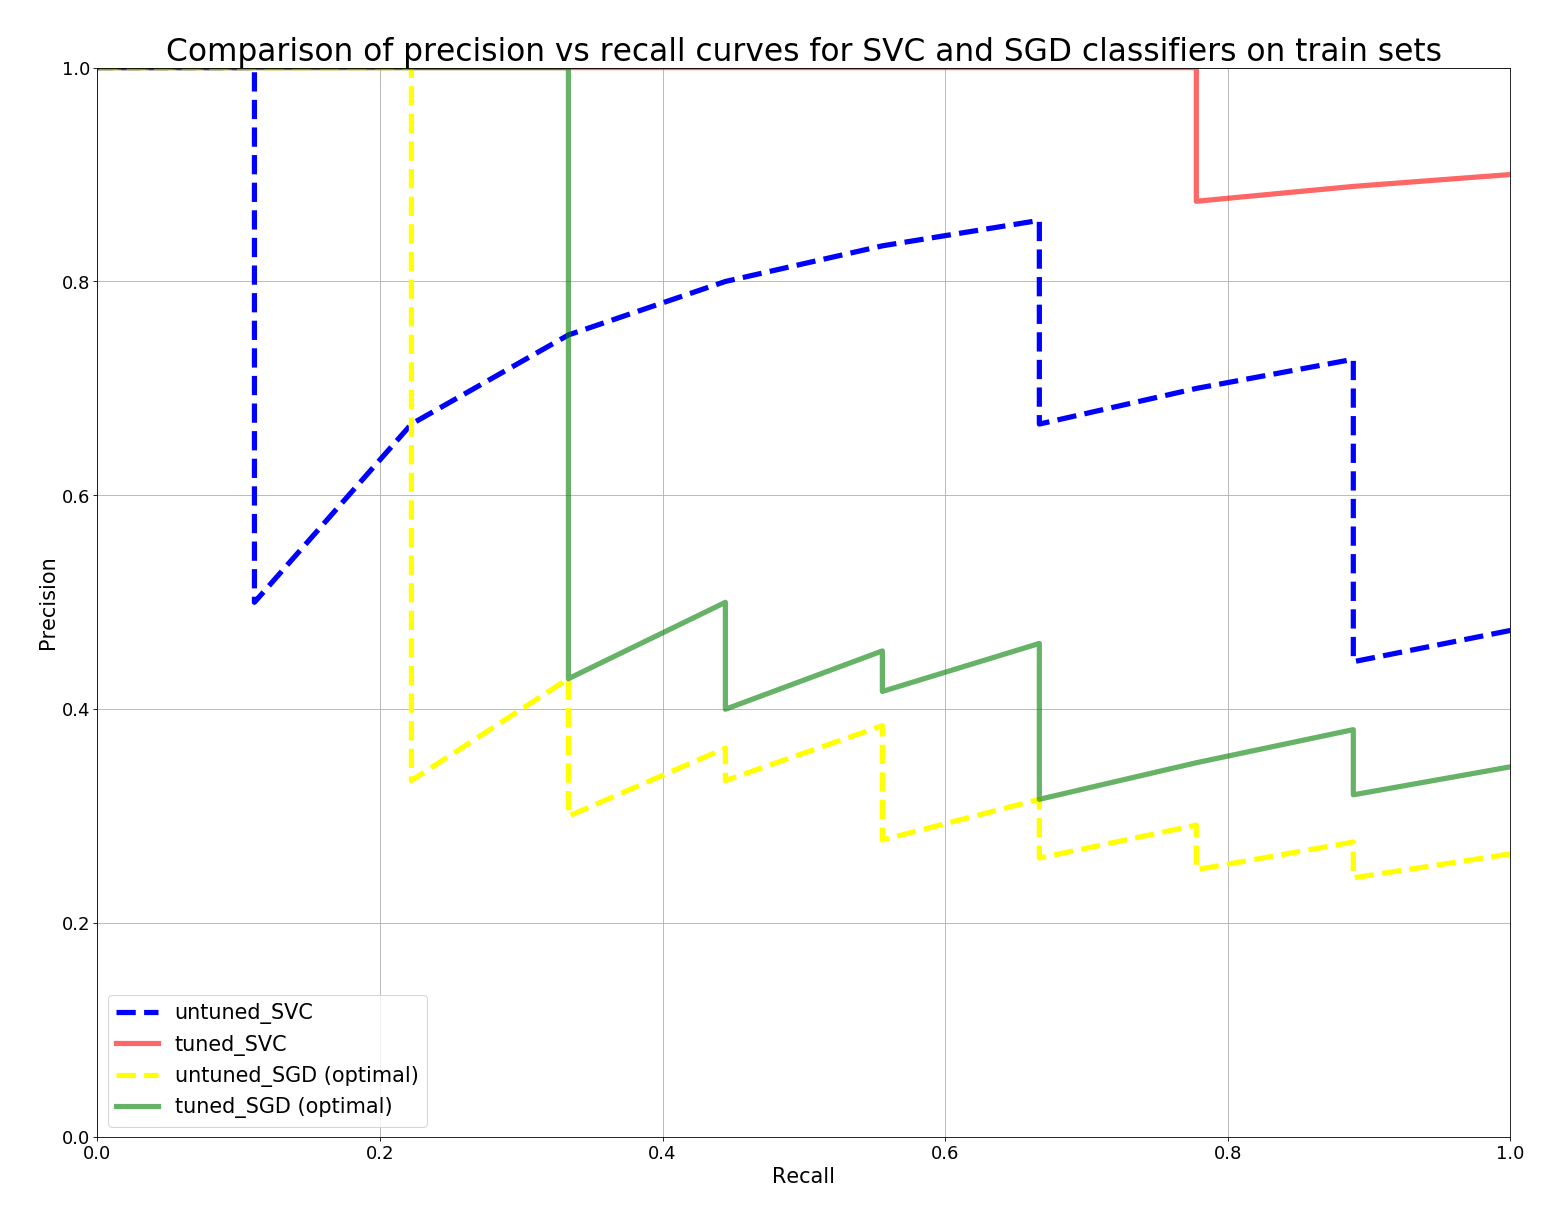 Comparison of precision vs recall curves for SVC and SGD classifiers on train sets
1.0
0.8
0.6
0.4
0.2
0.0
Precision
untuned_SVC
tuned_SVC
untuned_SGD (optimal)
tuned_SGD (optimal)
0.0 0.2 0.4 0.6 0.8 1.0
Recall